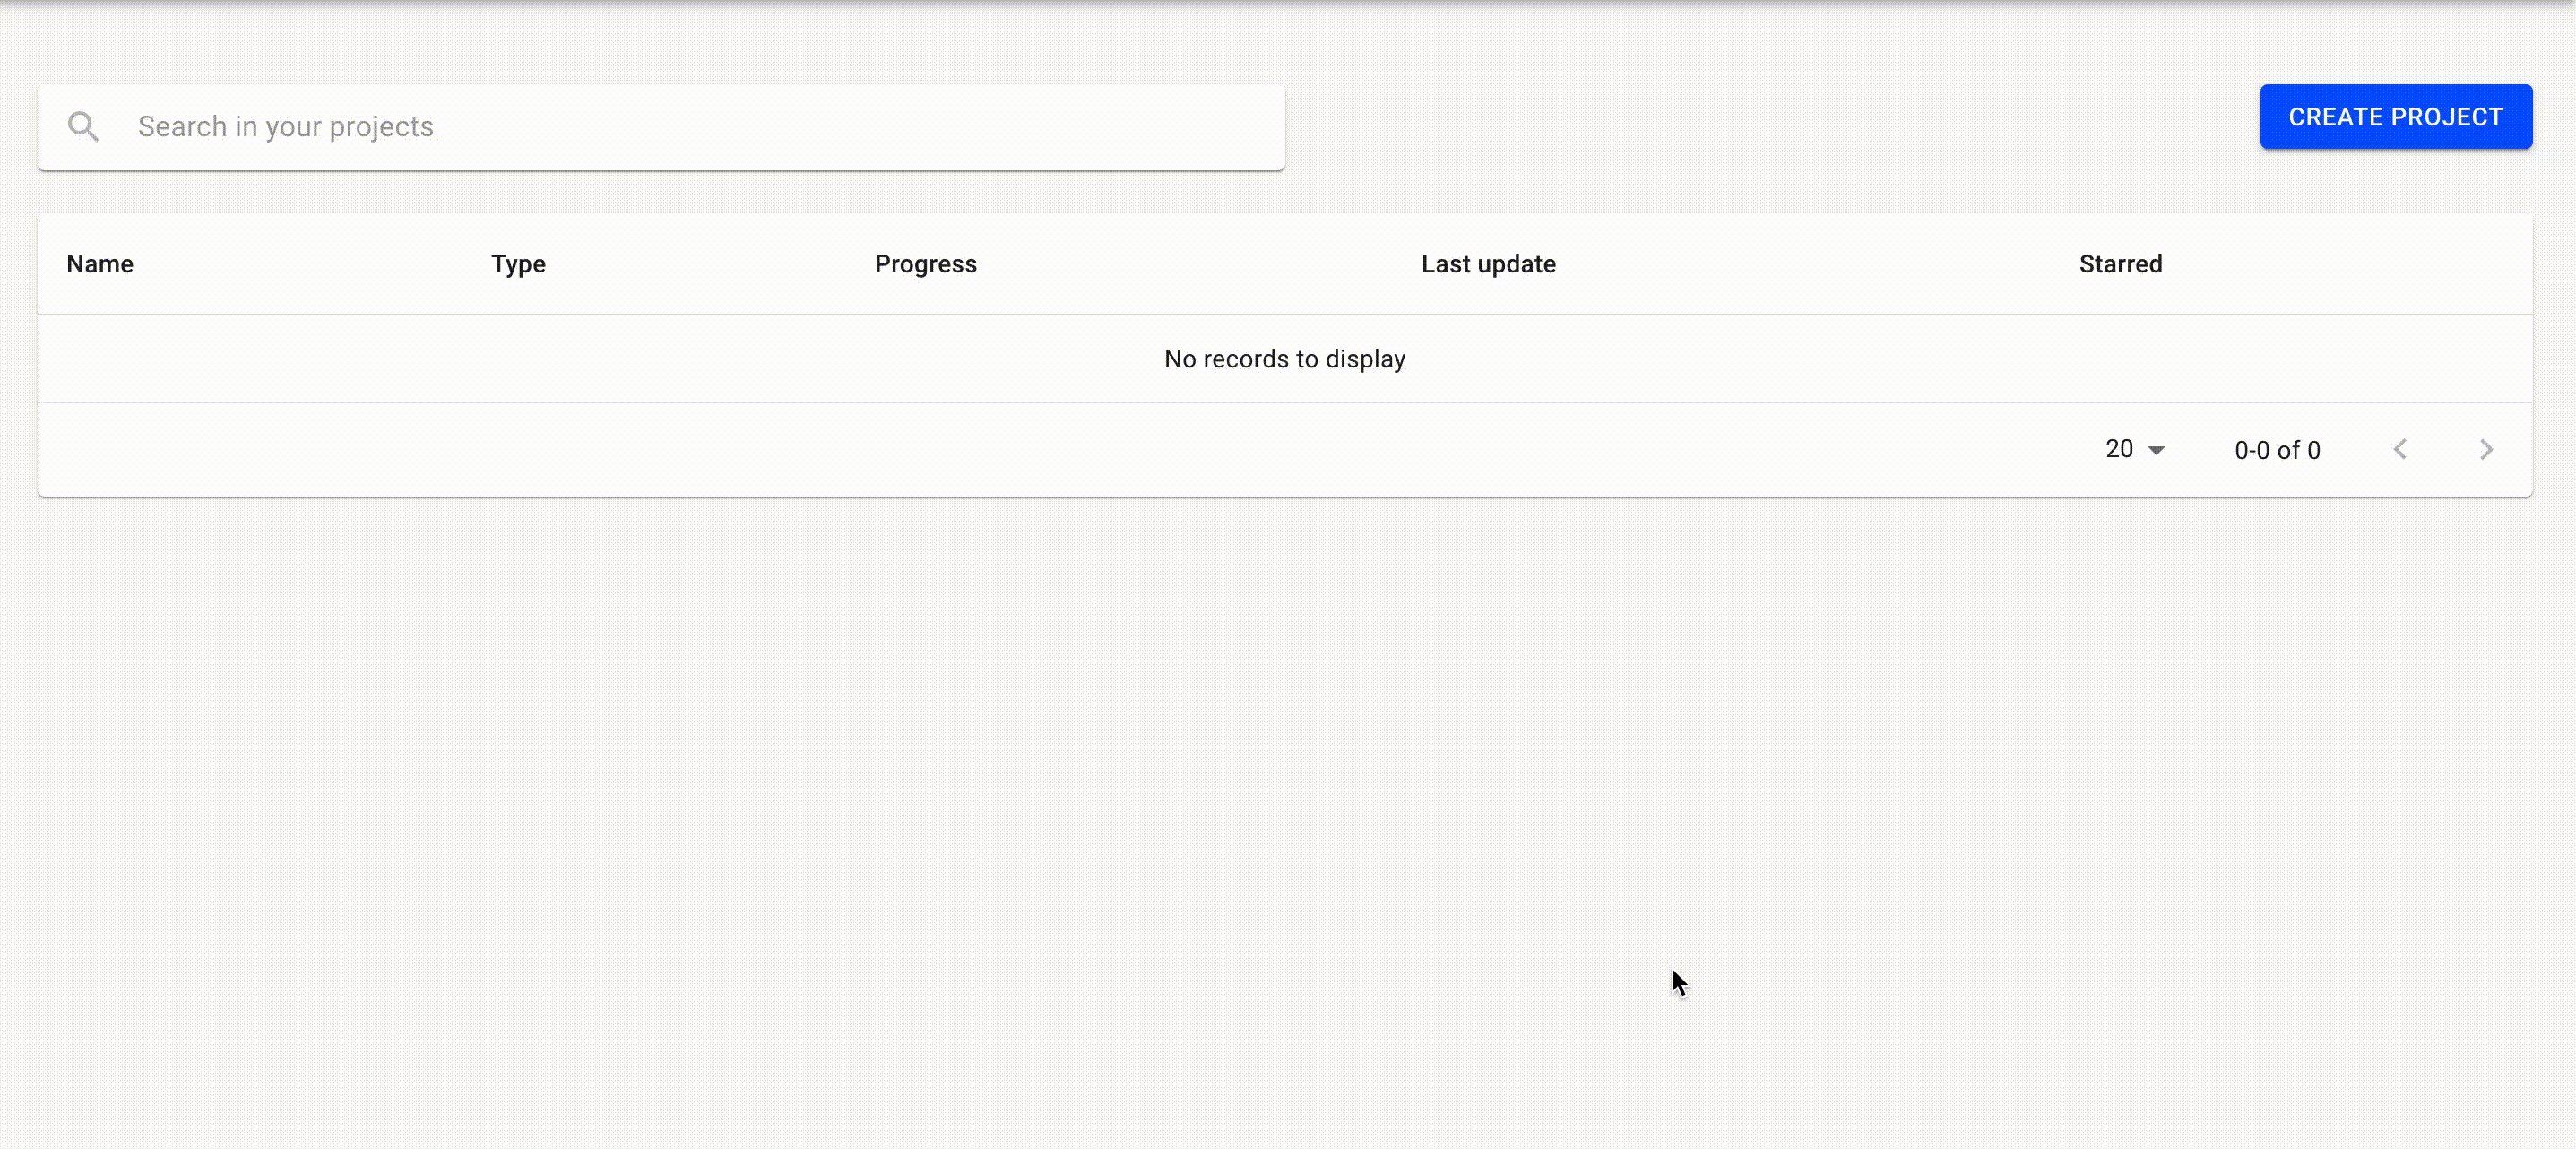 Search in your projects
CREATE PROJECT
Name Type Progress Last update Starred
No records to display
20 0-0 of 0